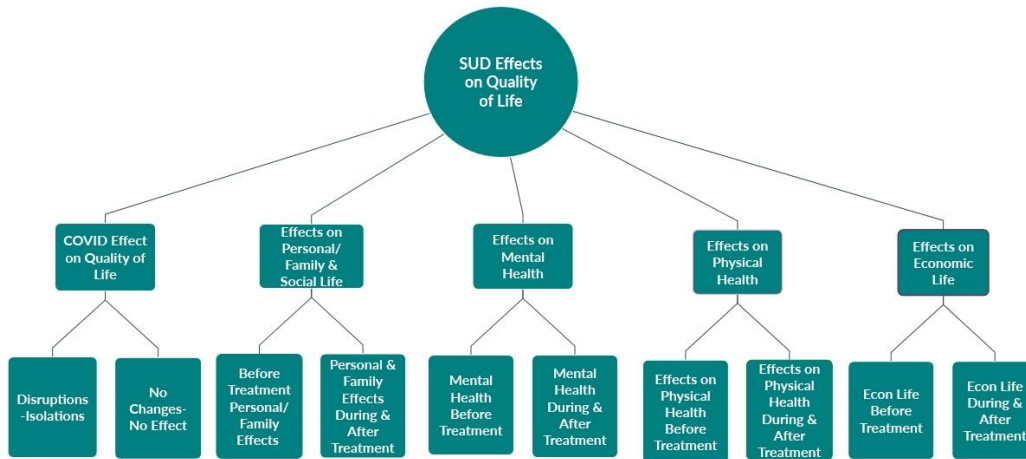 SUD Effects
on Quality
of Life
COVID Effect
on Quality of
Life
Effects on
Personal/
Family &
Social Life
Effects on
Mental
Health
Effects on
Physical
Health
Effects on
Economic
Life
Disruptions
-Isolations
No
Changes-
No Effect
Before
Treatment
Personal/
Family
Effects
Personal &
Family
Effects
During &
After
Treatment
Mental
Health
Before
Treatment
Mental
Health
During &
After
Treatment
Effects on
Physical
Health
Before
Treatment
Effects on
Physical
Health
During &
After
Treatment
Econ Life
Before
Treatment
Econ Life
During &
After
Treatment